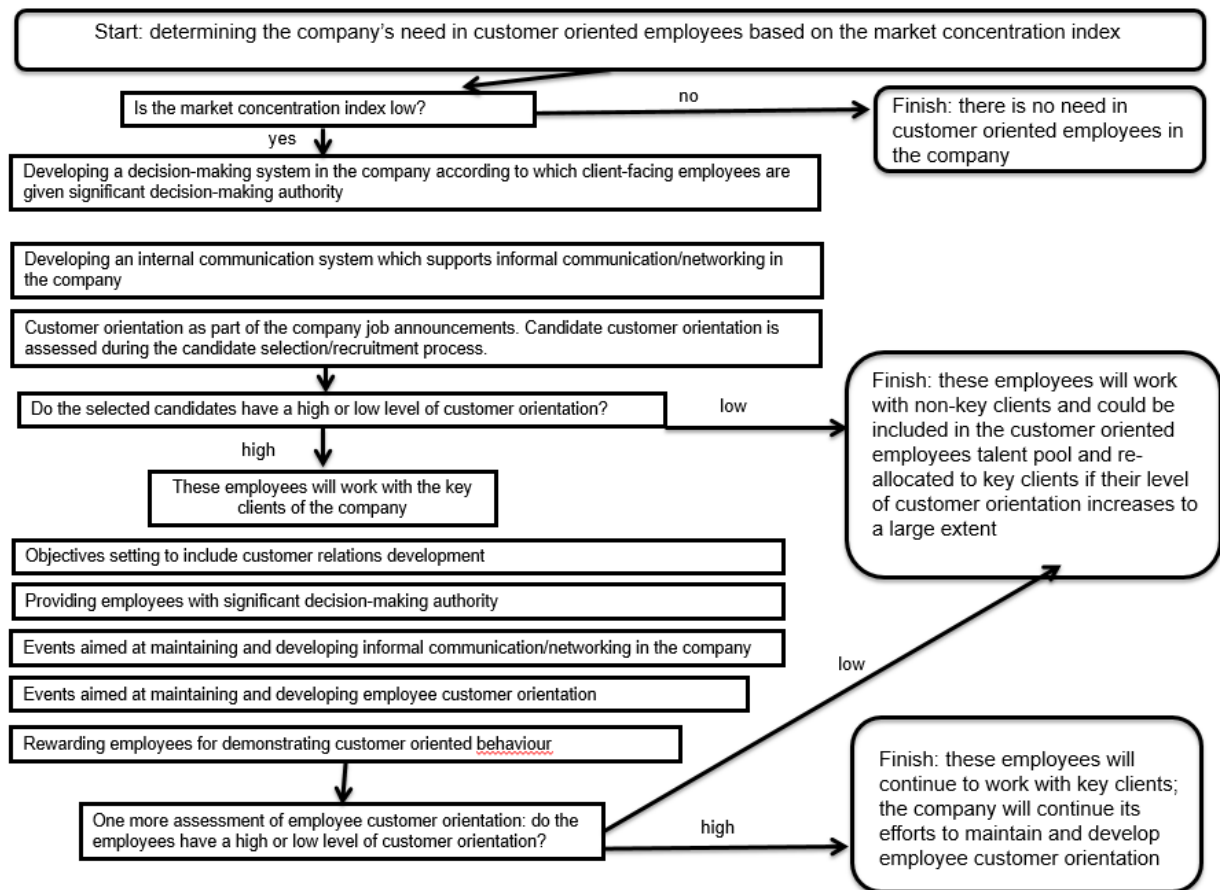 Start: determining the company's need in customer oriented employees based on the market concentration index
Is the market concentration index low?
no
Finish: there is no need in
customer oriented employees in
the company
yes
Developing a decision-making system in the company according to which client-facing employees are
given significant decision-making authority
Developing an internal communication system which supports informal communication/networking in
the company
Customer orientation as part of the company job announcements. Candidate customer orientation is
assessed during the candidate selection/recruitment process.
Do the selected candidates have a high or low level of customer orientation?
low
Finish: these employees will work
with non-key clients and could be
included in the customer oriented
employees talent pool and re-
allocated to key clients if their level
of customer orientation increases to
a large extent
high
These employees will work with the key
clients of the company
Objectives setting to include customer relations development
Providing employees with significant decision-making authority
Events aimed at maintaining and developing informal communication/networking in the company
Events aimed at maintaining and developing employee customer orientation
Rewarding employees for demonstrating customer oriented behaviour
One more assessment of employee customer orientation: do the
employees have a high or low level of customer orientation?
low
high
Finish: these employees will
continue to work with key clients;
the company will continue its
efforts to maintain and develop
employee customer orientation